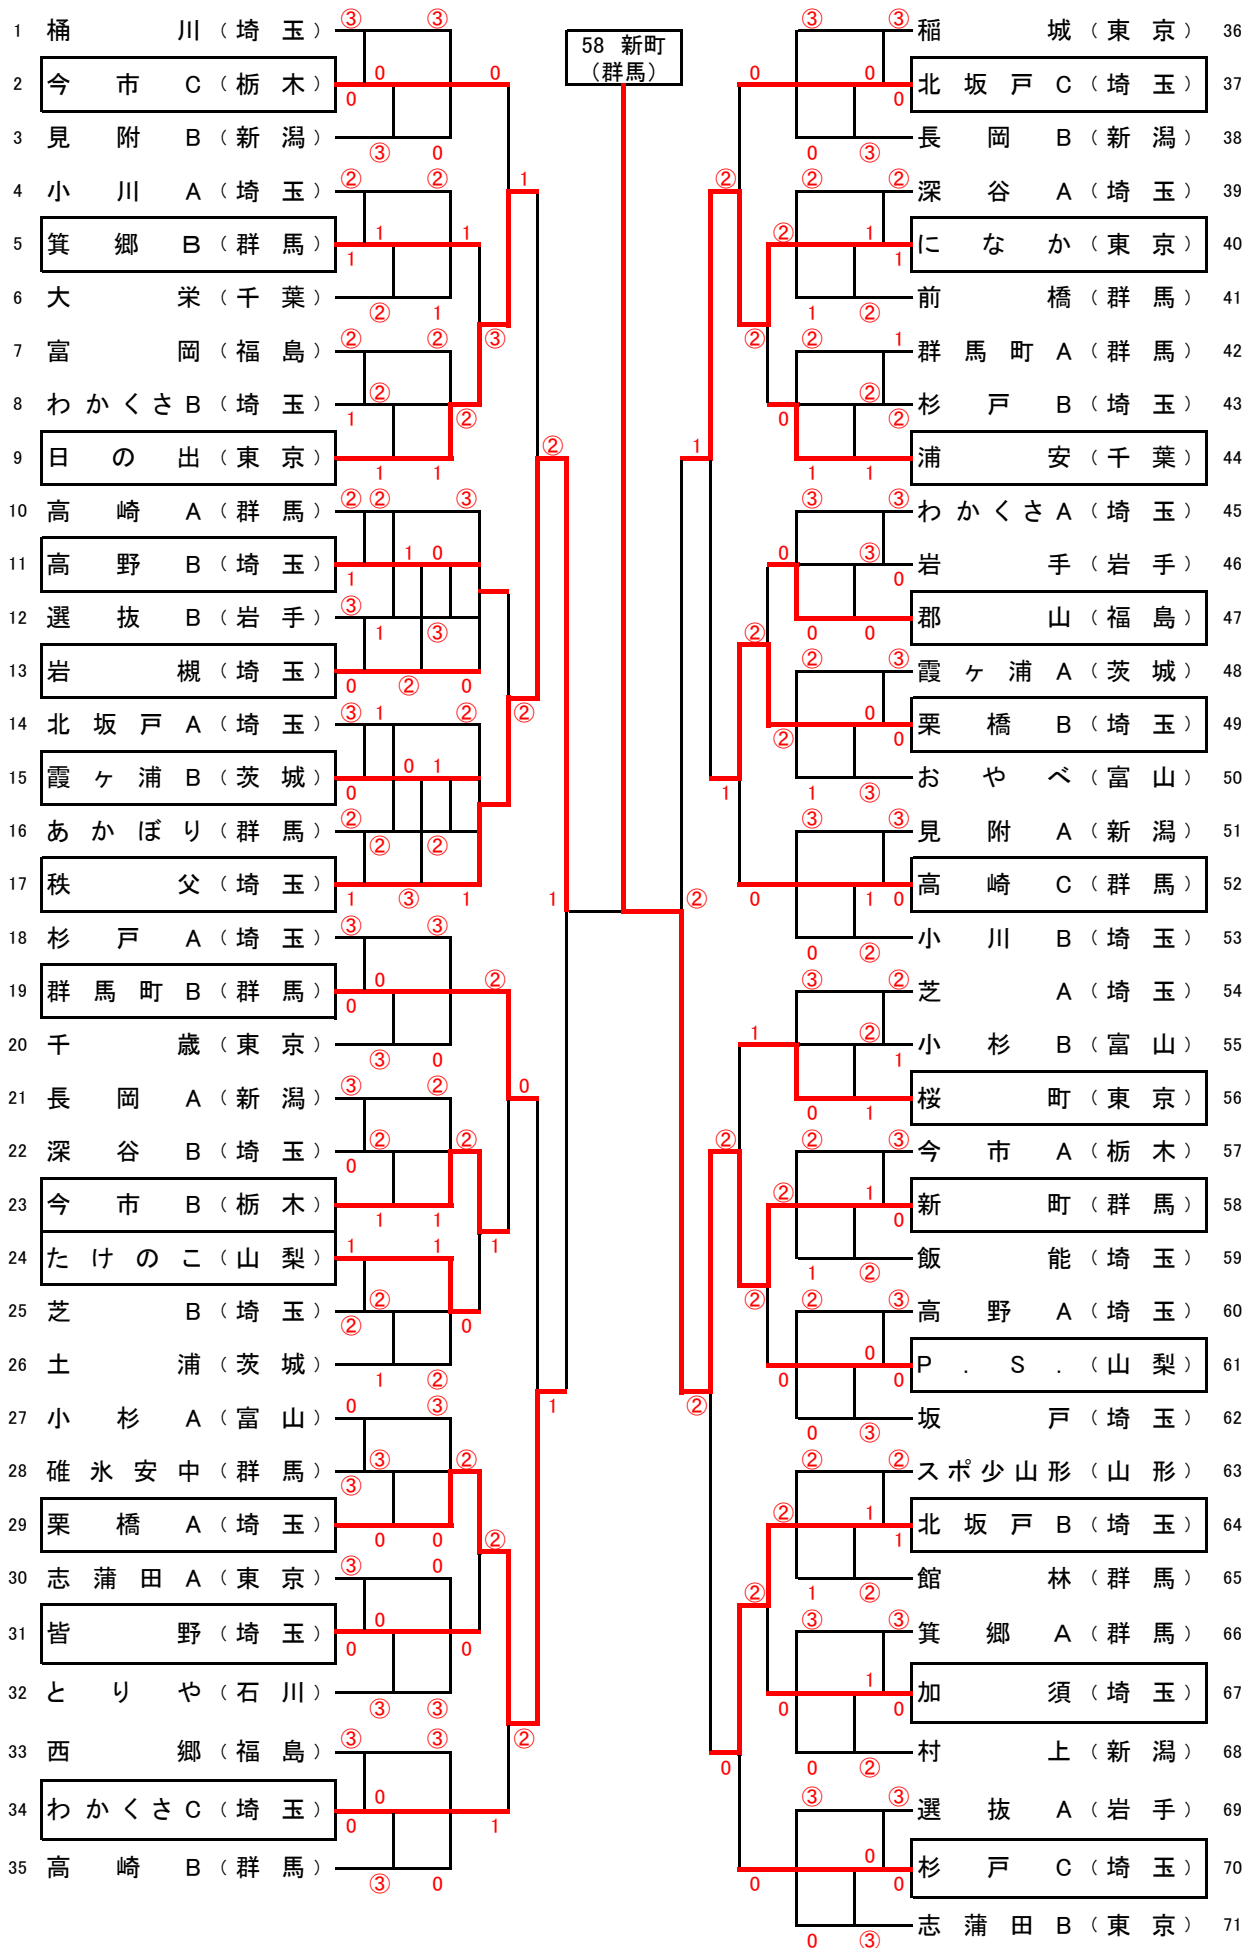 58 新町
（群馬）
1 桶川（埼玉）
2 今市C（栃木）
3 見附B（新潟）
4 小川A（埼玉）
5 箕郷B（群馬）
6 大栄（千葉）
7 富岡（福島）
8 わかくさB（埼玉）
9 日の出（東京）
10 高崎A（群馬）
11 高野B（埼玉）
12 選抜B（岩手）
13 岩槻（埼玉）
14 北坂戸A（埼玉）
15 霞ヶ浦B（茨城）
16 あかぼり（群馬）
17 秩父（埼玉）
18 杉戸A（埼玉）
19 群馬町B（群馬）
20 千歳（東京）
21 長岡A（新潟）
22 深谷B（埼玉）
23 今市B（栃木）
24 たけのこ（山梨）
25 芝B（埼玉）
26 土浦（茨城）
27 小杉A（富山）
28 碓氷安中（群馬）
29 栗橋A（埼玉）
30 志蒲田A（東京）
31 皆野（埼玉）
32 とりや（石川）
33 西郷（福島）
34 わかくさC（埼玉）
35 高崎B（群馬）
稲城（東京） 36
北坂戸C（埼玉） 37
長岡B（新潟） 38
深谷A（埼玉） 39
になか（東京） 40
前橋（群馬） 41
群馬町A（群馬） 42
杉戸B（埼玉） 43
浦安（千葉） 44
わかくさA（埼玉） 45
岩手（岩手） 46
郡山（福島） 47
霞ヶ浦A（茨城） 48
栗橋B（埼玉） 49
おやべ（富山） 50
見附A（新潟） 51
高崎C（群馬） 52
小川B（埼玉） 53
芝A（埼玉） 54
小杉B（富山） 55
桜町（東京） 56
今市A（栃木） 57
新町（群馬） 58
飯能（埼玉） 59
高野A（埼玉） 60
P.S.（山梨） 61
坂戸（埼玉） 62
スポ少山形（山形） 63
北坂戸B（埼玉） 64
館林（群馬） 65
箕郷A（群馬） 66
加須（埼玉） 67
村上（新潟） 68
選抜A（岩手） 69
杉戸C（埼玉） 70
志蒲田B（東京） 71